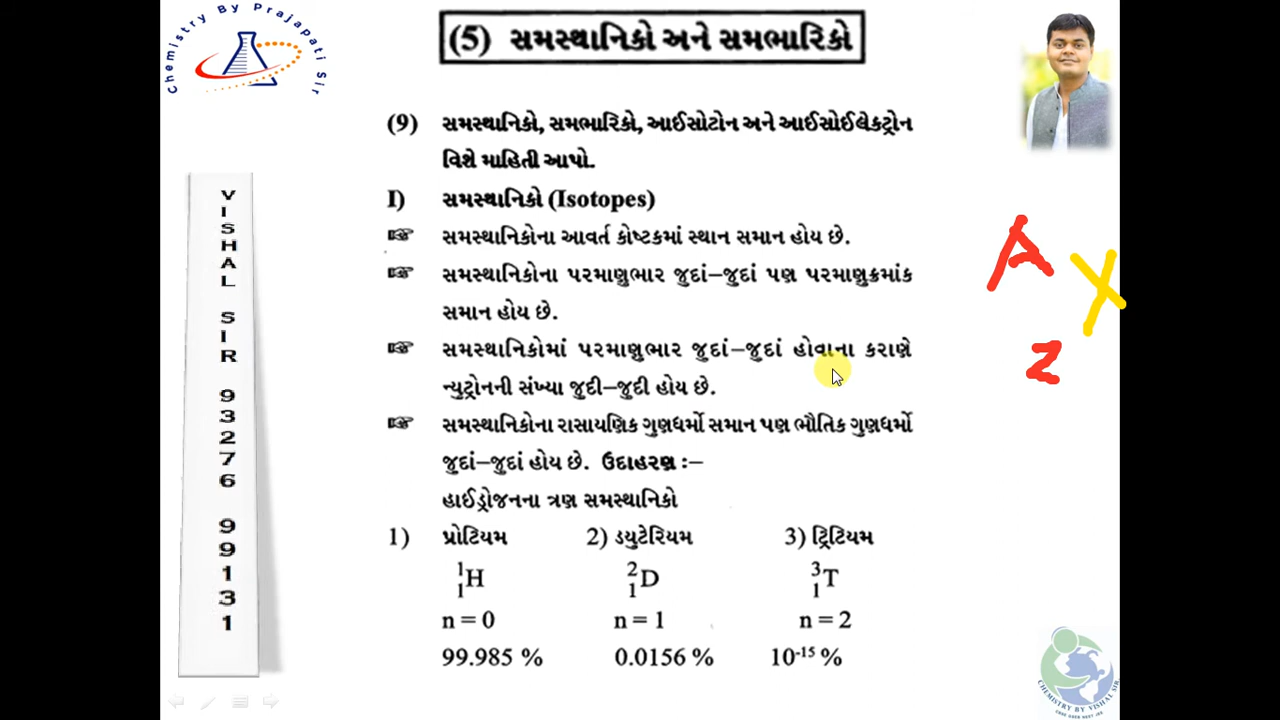 Chemistry By Prajapati Sir
(5) સમસ્થાનિકો અને સમભારિકો
(9) સમસ્થાનિકો, સમભારિકો, આઈસોટોન અને આઈસોઈલેક્ટ્રોન
વિશે માહિતી આપો.
I) સમસ્થાનિકો (Isotopes)
સમસ્થાનિકોના આવર્ત કોષ્ટકમાં સ્થાન સમાન હોય છે.
સમસ્થાનિકોના પરમાણુભાર જુદાં–જુદાં પણ પરમાણુક્રમાંક
સમાન હોય છે.
સમસ્થાનિકોમાં પરમાણુભાર જુદાં–જુદાં હોવાના કરાણે
ન્યુટ્રોનની સંખ્યા જુદી–જુદી હોય છે.
સમસ્થાનિકોના રાસાયણિક ગુણધર્મો સમાન પણ ભૌતિક ગુણધર્મો
જુદાં–જુદાં હોય છે. ઉદાહરણ :–
હાઈડ્રોજનના ત્રણ સમસ્થાનિકો
1) પ્રોટિયમ 2) ડયુટેરિયમ 3) ટ્રિટિયમ
¹₁H ²₁D ³₁T
n = 0 n = 1 n = 2
99.985 % 0.0156 % 10⁻¹⁵ %
VISHAL SIR 93276 99131
A X
Z
CHEMISTRY BY VISHAL SIR